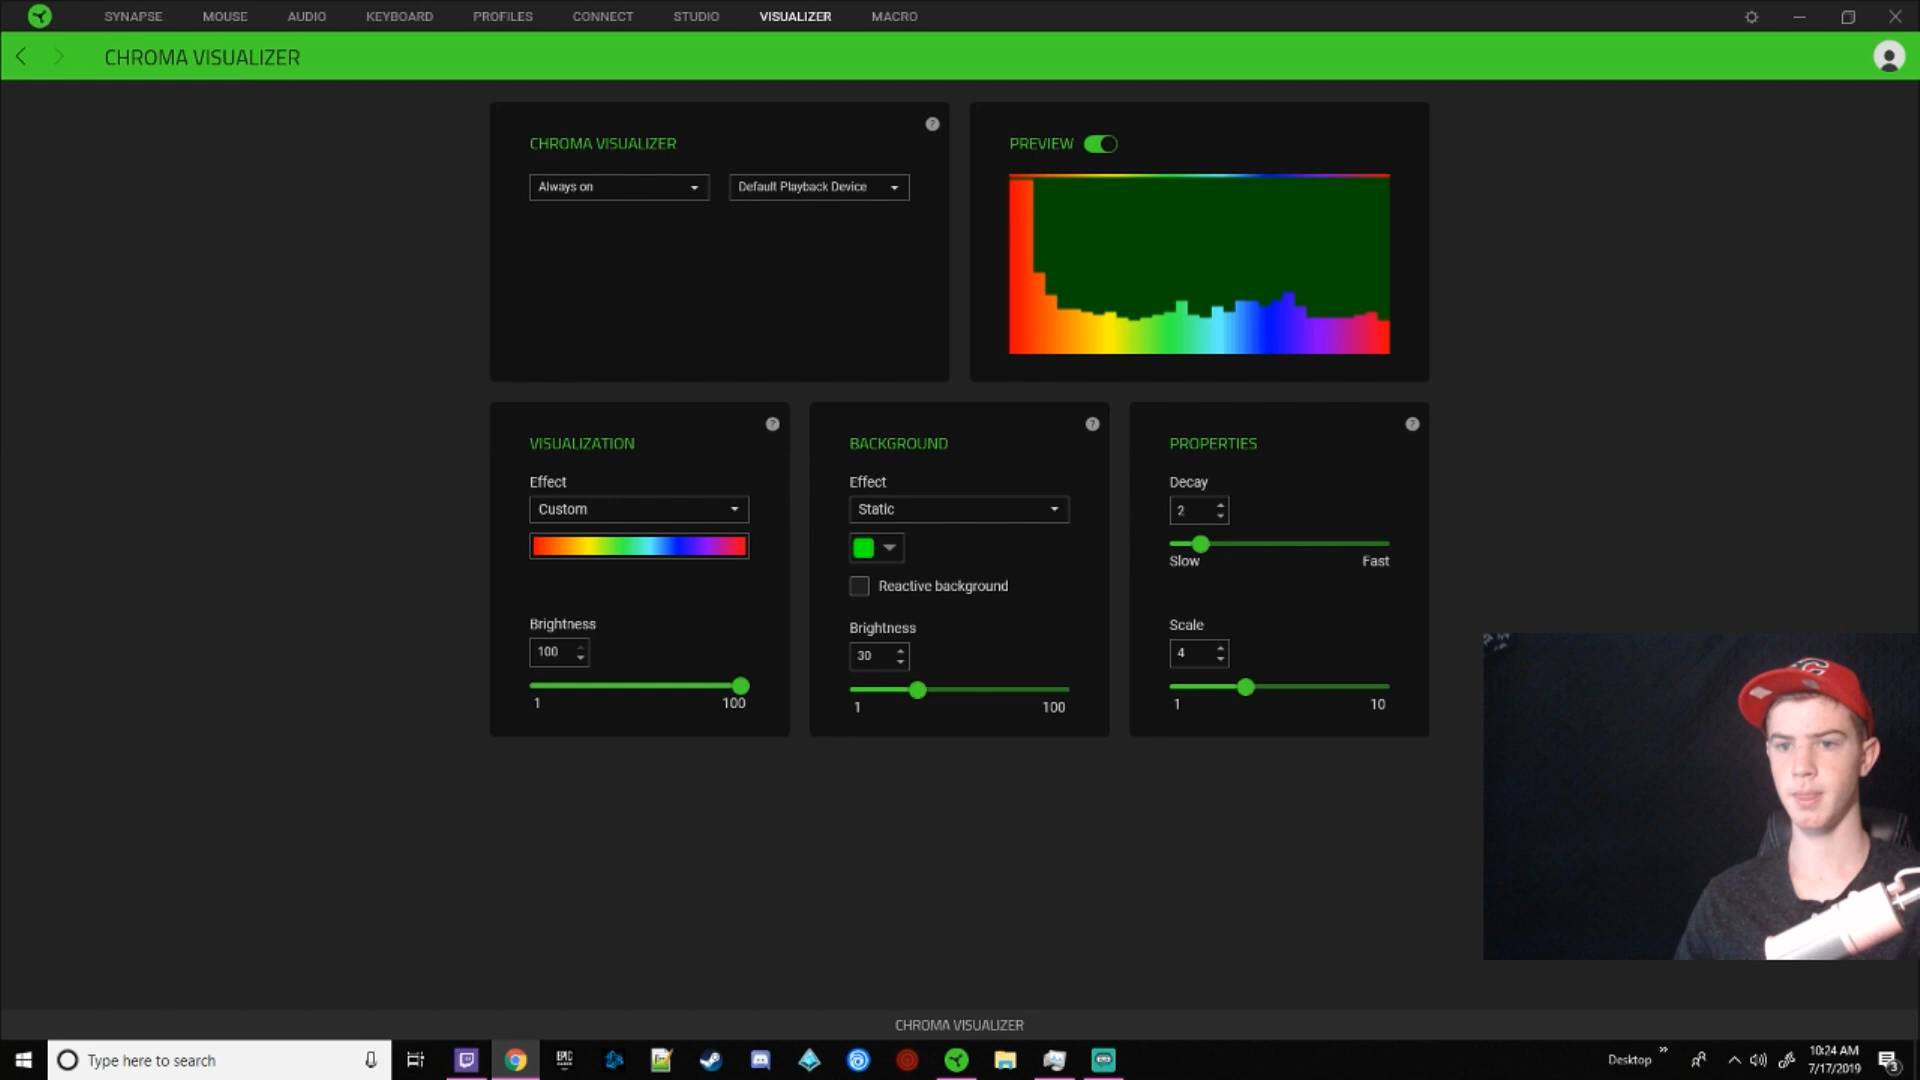 SYNAPSE MOUSE AUDIO KEYBOARD PROFILES CONNECT STUDIO VISUALIZER MACRO
CHROMA VISUALIZER
CHROMA VISUALIZER
?
Always on
Default Playback Device
PREVIEW
VISUALIZATION
?
Effect
Custom
Brightness
100
1 100
BACKGROUND
?
Effect
Static
Reactive background
Brightness
30
1 100
PROPERTIES
?
Decay
2
Slow Fast
Scale
4
1 10
CHROMA VISUALIZER
Type here to search
EPIC
Desktop
10:24 AM
7/17/2019
3